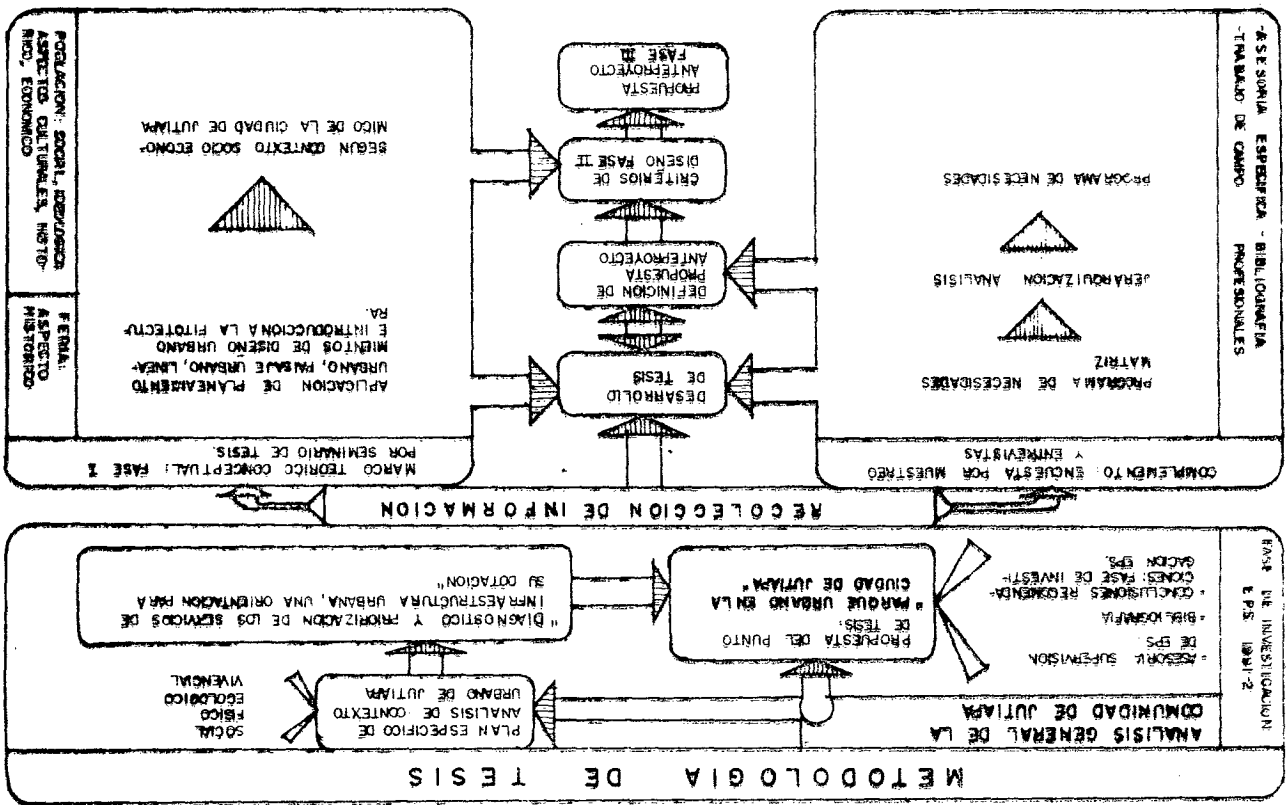 METODOLOGIA DE TESIS
FASE DE INVESTIGACION:
E.P.S.
ANALISIS GENERAL DE LA
COMUNIDAD DE JUTIAPA
- ASESORIA SUPERVISION
DE EPS.
- BIBLIOGRAFIA
- CONCLUSIONES RECOMENDA-
CIONES: FASE DE INVESTI-
GACION EPS.
PLAN ESPECIFICO DE
ANALISIS DE CONTEXTO
URBANO DE JUTIAPA
SOCIAL
FISICO
ECOLOGICO
VIVENCIAL
PROPUESTA DEL PUNTO
DE TESIS:
"PARQUE URBANO EN LA
CIUDAD DE JUTIAPA"
"DIAGNOSTICO Y PRIORIZACION DE LOS SERVICIOS DE
INFRAESTRUCTURA URBANA, UNA ORIENTACION PARA
SU DOTACION"
RECOLECCION DE INFORMACION
COMPLEMENTO: ENCUESTA POR MUESTREO
Y ENTREVISTAS
PROGRAMA DE NECESIDADES
MATRIZ
JERARQUIZACION ANALISIS
PROGRAMA DE NECESIDADES
-ASESORIA ESPECIFICA - BIBLIOGRAFIA
-TRABAJO DE CAMPO PROFESIONALES
DESARROLLO
DE TESIS
DEFINICION DE
PROPUESTA
ANTEPROYECTO
CRITERIOS DE
DISEÑO FASE II
PROPUESTA
ANTEPROYECTO
FASE III
MARCO TEORICO CONCEPTUAL: FASE I
POR SEMINARIO DE TESIS.
APLICACION DE PLANEAMIENTO
URBANO, PAISAJE URBANO, LINEA-
MIENTOS DE DISEÑO URBANO
E INTRODUCCION A LA FITOTECTU-
RA.
SEGUN CONTEXTO SOCIO ECONO-
MICO DE LA CIUDAD DE JUTIAPA
FERIA:
ASPECTO
HISTORICO
POBLACION: SOCIAL, IDEOLOGICO
ASPECTOS CULTURALES, HISTO-
RICO, ECONOMICO